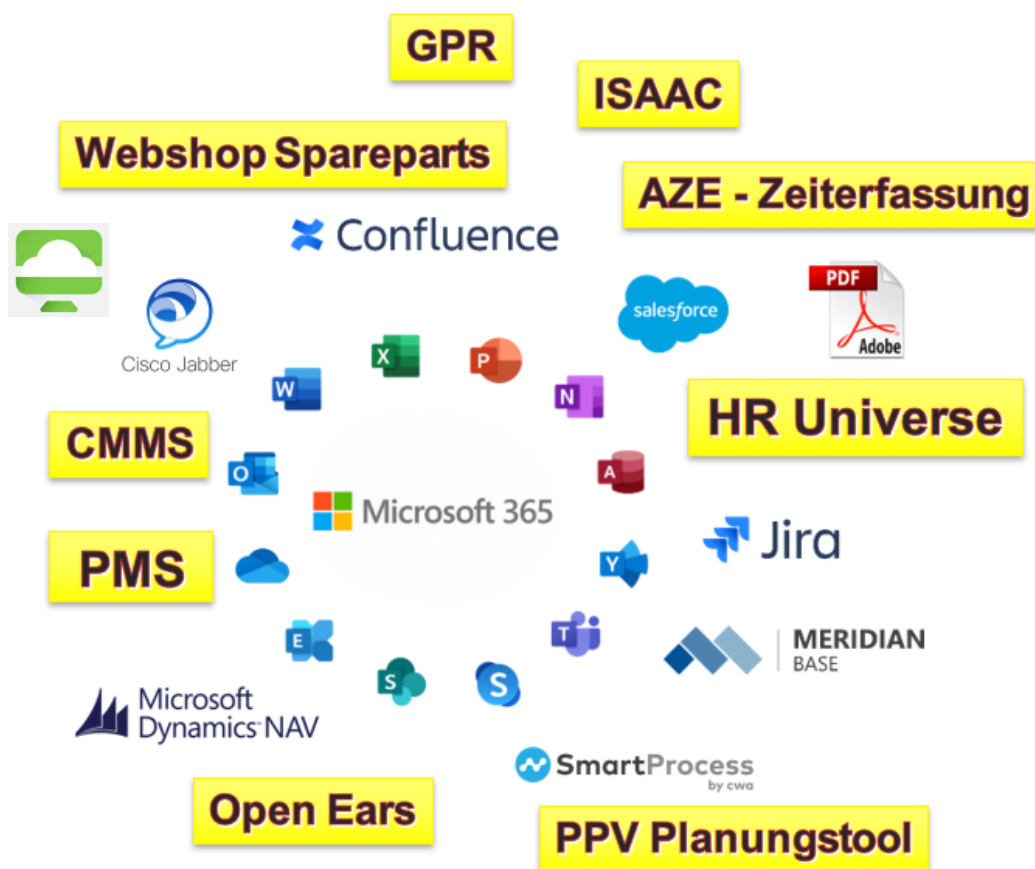 GPR
ISAAC
Webshop Spareparts
AZE - Zeiterfassung
Confluence
PDF
Adobe
salesforce
Cisco Jabber
X
P
W
N
HR Universe
CMMS
O
A
Microsoft 365
Jira
PMS
Y
E
T
MERIDIAN
BASE
S
S
Microsoft
Dynamics NAV
SmartProcess
by cwa
Open Ears
PPV Planungstool